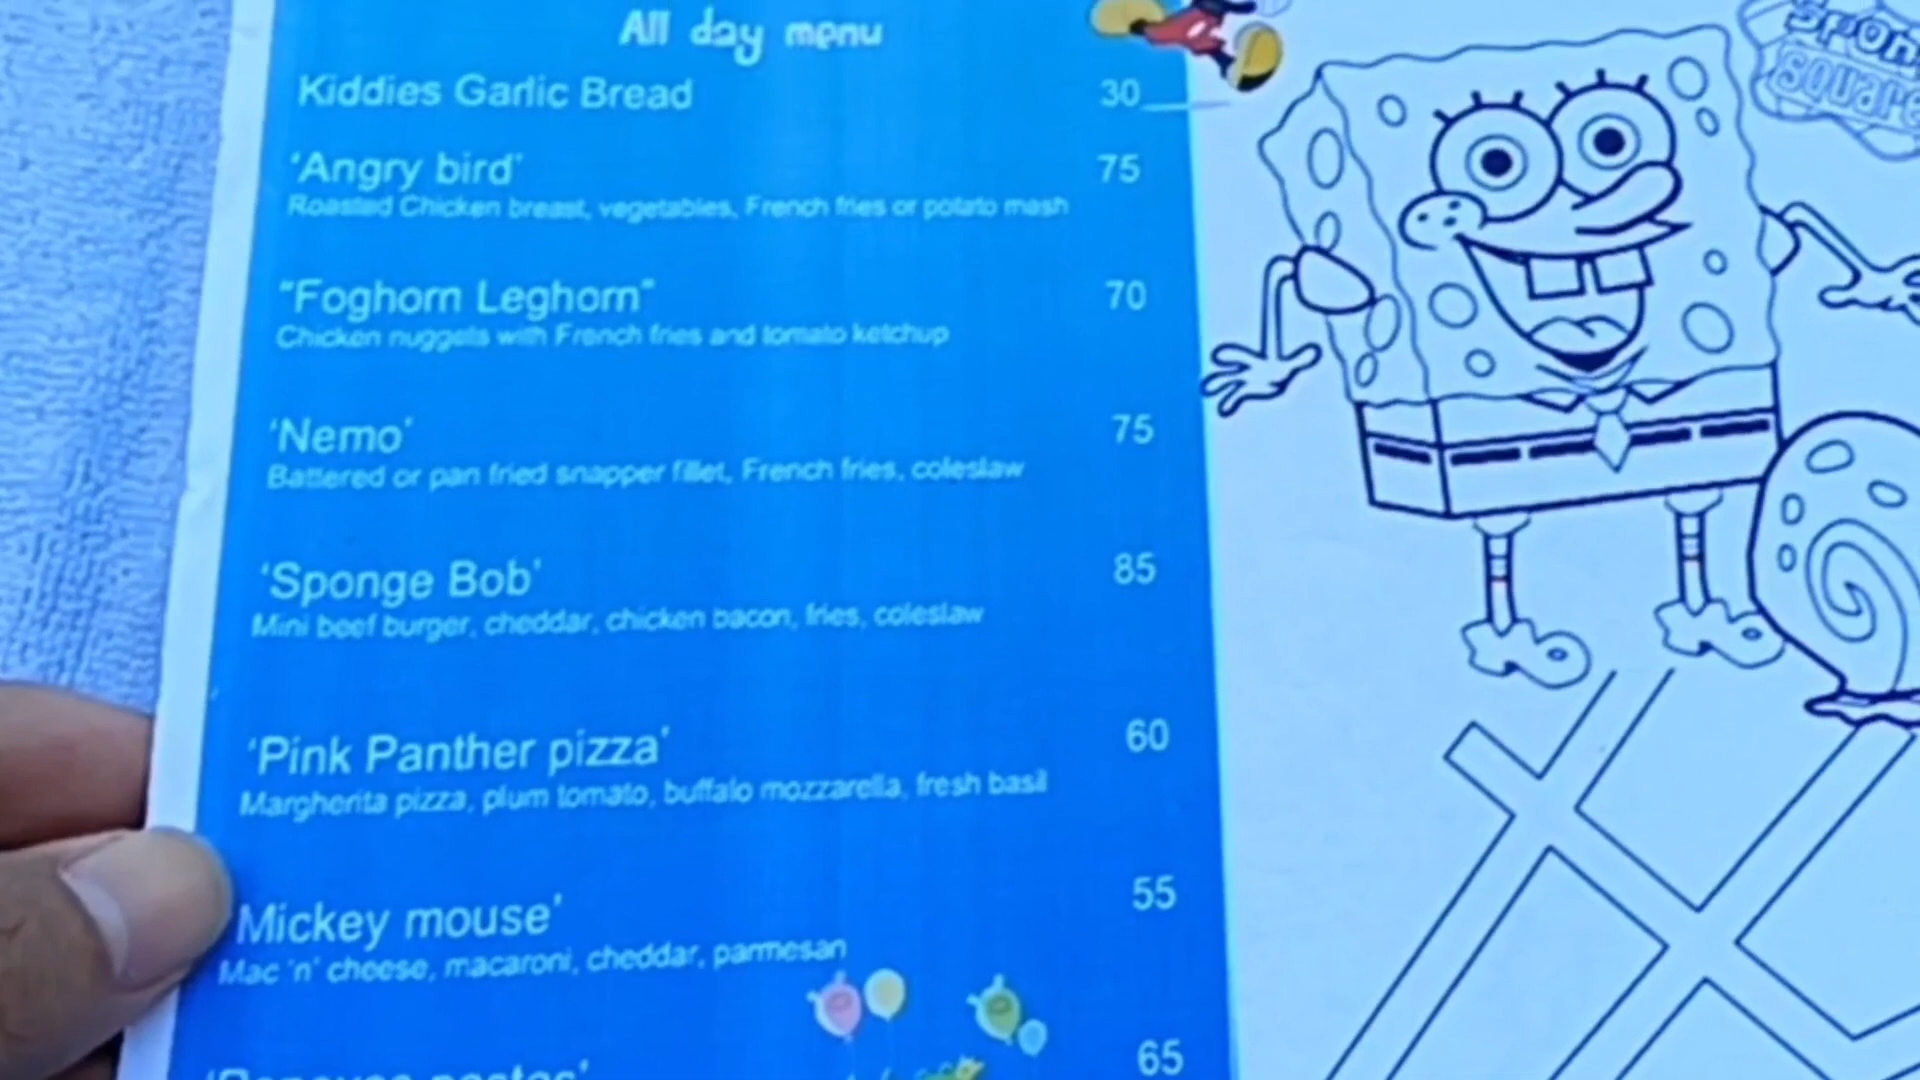 All day menu
Kiddies Garlic Bread 30
'Angry bird' 75
Roasted Chicken breast, vegetables, French fries or potato mash
"Foghorn Leghorn" 70
Chicken nuggets with French fries and tomato ketchup
'Nemo' 75
Battered or pan fried snapper fillet, French fries, coleslaw
'Sponge Bob' 85
Mini beef burger, cheddar, chicken bacon, fries, coleslaw
'Pink Panther pizza' 60
Margherita pizza, plum tomato, buffalo mozzarella, fresh basil
Mickey mouse' 55
Mac 'n' cheese, macaroni, cheddar, parmesan
65